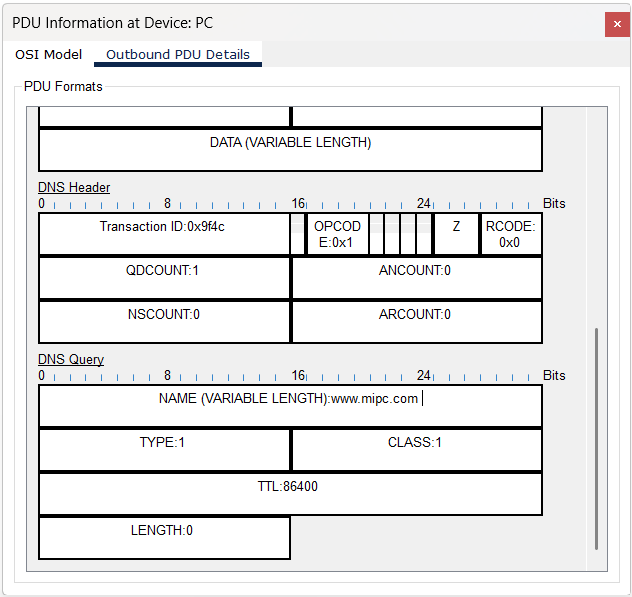 PDU Information at Device: PC
OSI Model Outbound PDU Details
PDU Formats
DATA (VARIABLE LENGTH)
DNS Header
0 8 16 24 Bits
Transaction ID:0x9f4c OPCOD Z RCODE:
E:0x1 0x0
QDCOUNT:1 ANCOUNT:0
NSCOUNT:0 ARCOUNT:0
DNS Query
0 8 16 24 Bits
NAME (VARIABLE LENGTH):www.mipc.com
TYPE:1 CLASS:1
TTL:86400
LENGTH:0